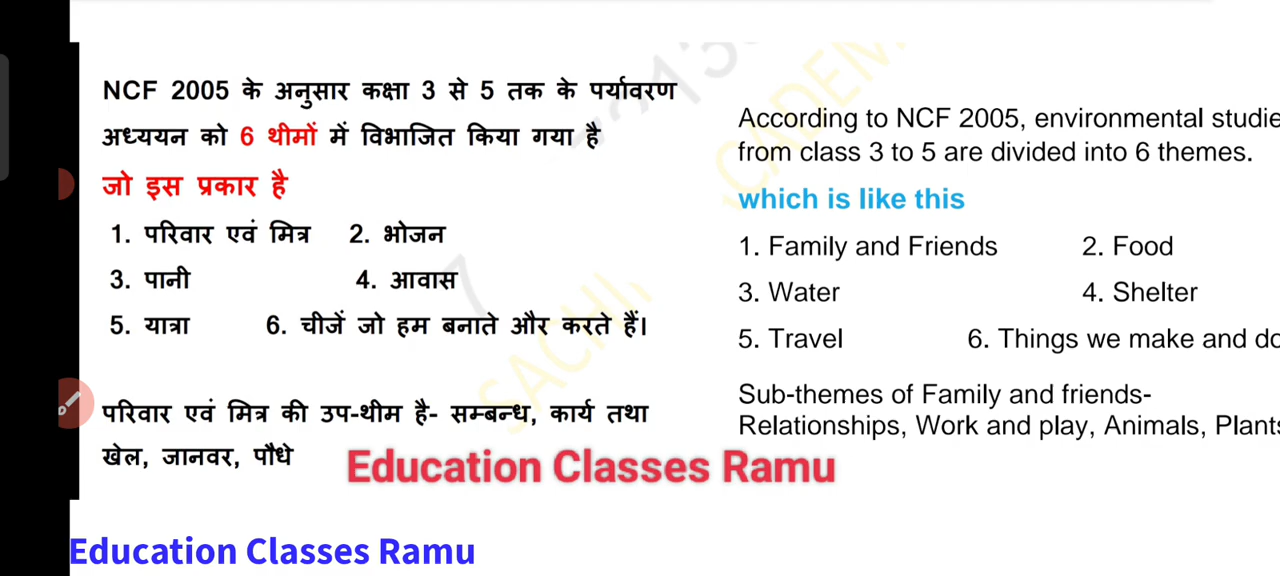 NCF 2005 के अनुसार कक्षा 3 से 5 तक के पर्यावरण
अध्ययन को 6 थीमों में विभाजित किया गया है
जो इस प्रकार है
1. परिवार एवं मित्र 2. भोजन
3. पानी 4. आवास
5. यात्रा 6. चीजें जो हम बनाते और करते हैं।
परिवार एवं मित्र की उप-थीम है- सम्बन्ध, कार्य तथा
खेल, जानवर, पौधे
According to NCF 2005, environmental studie
from class 3 to 5 are divided into 6 themes.
which is like this
1. Family and Friends 2. Food
3. Water 4. Shelter
5. Travel 6. Things we make and do
Sub-themes of Family and friends-
Relationships, Work and play, Animals, Plants
Education Classes Ramu
Education Classes Ramu